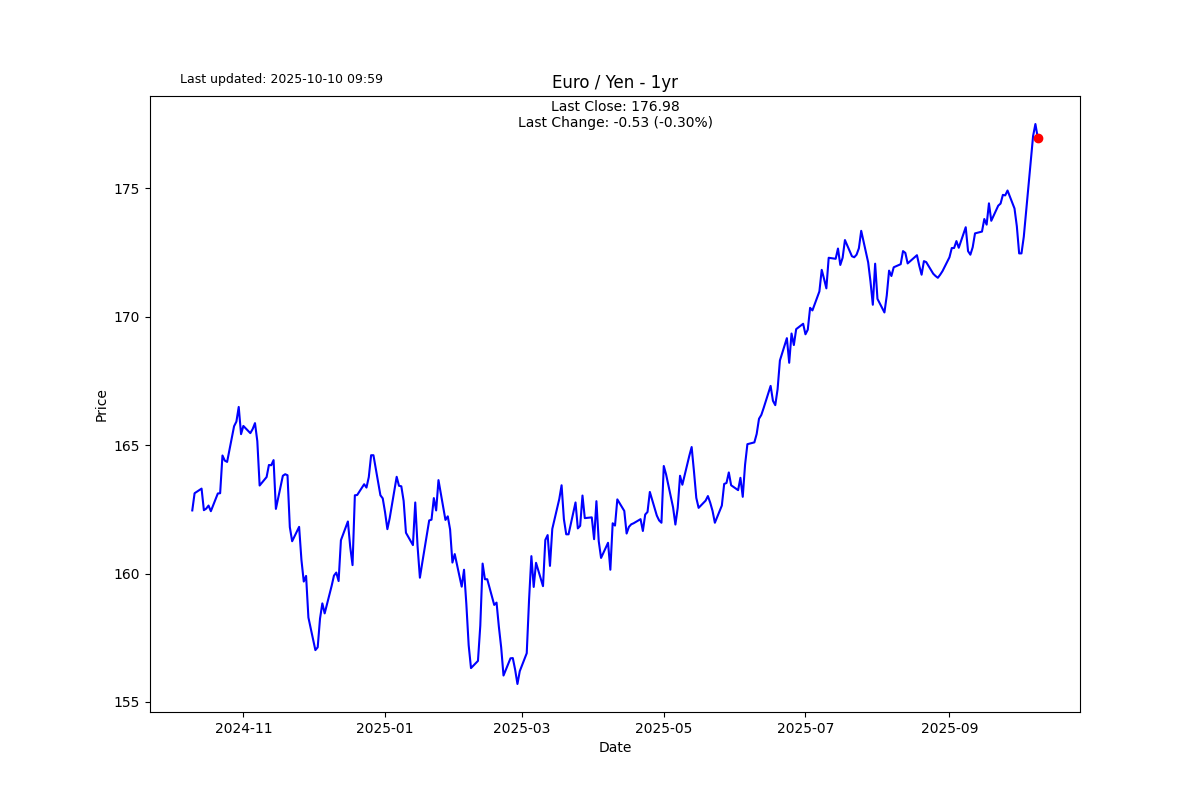 Last updated: 2025-10-10 09:59
Euro / Yen - 1yr
Last Close: 176.98
Last Change: -0.53 (-0.30%)
175
170
165
160
155
Price
2024-11
2025-01
2025-03
2025-05
2025-07
2025-09
Date